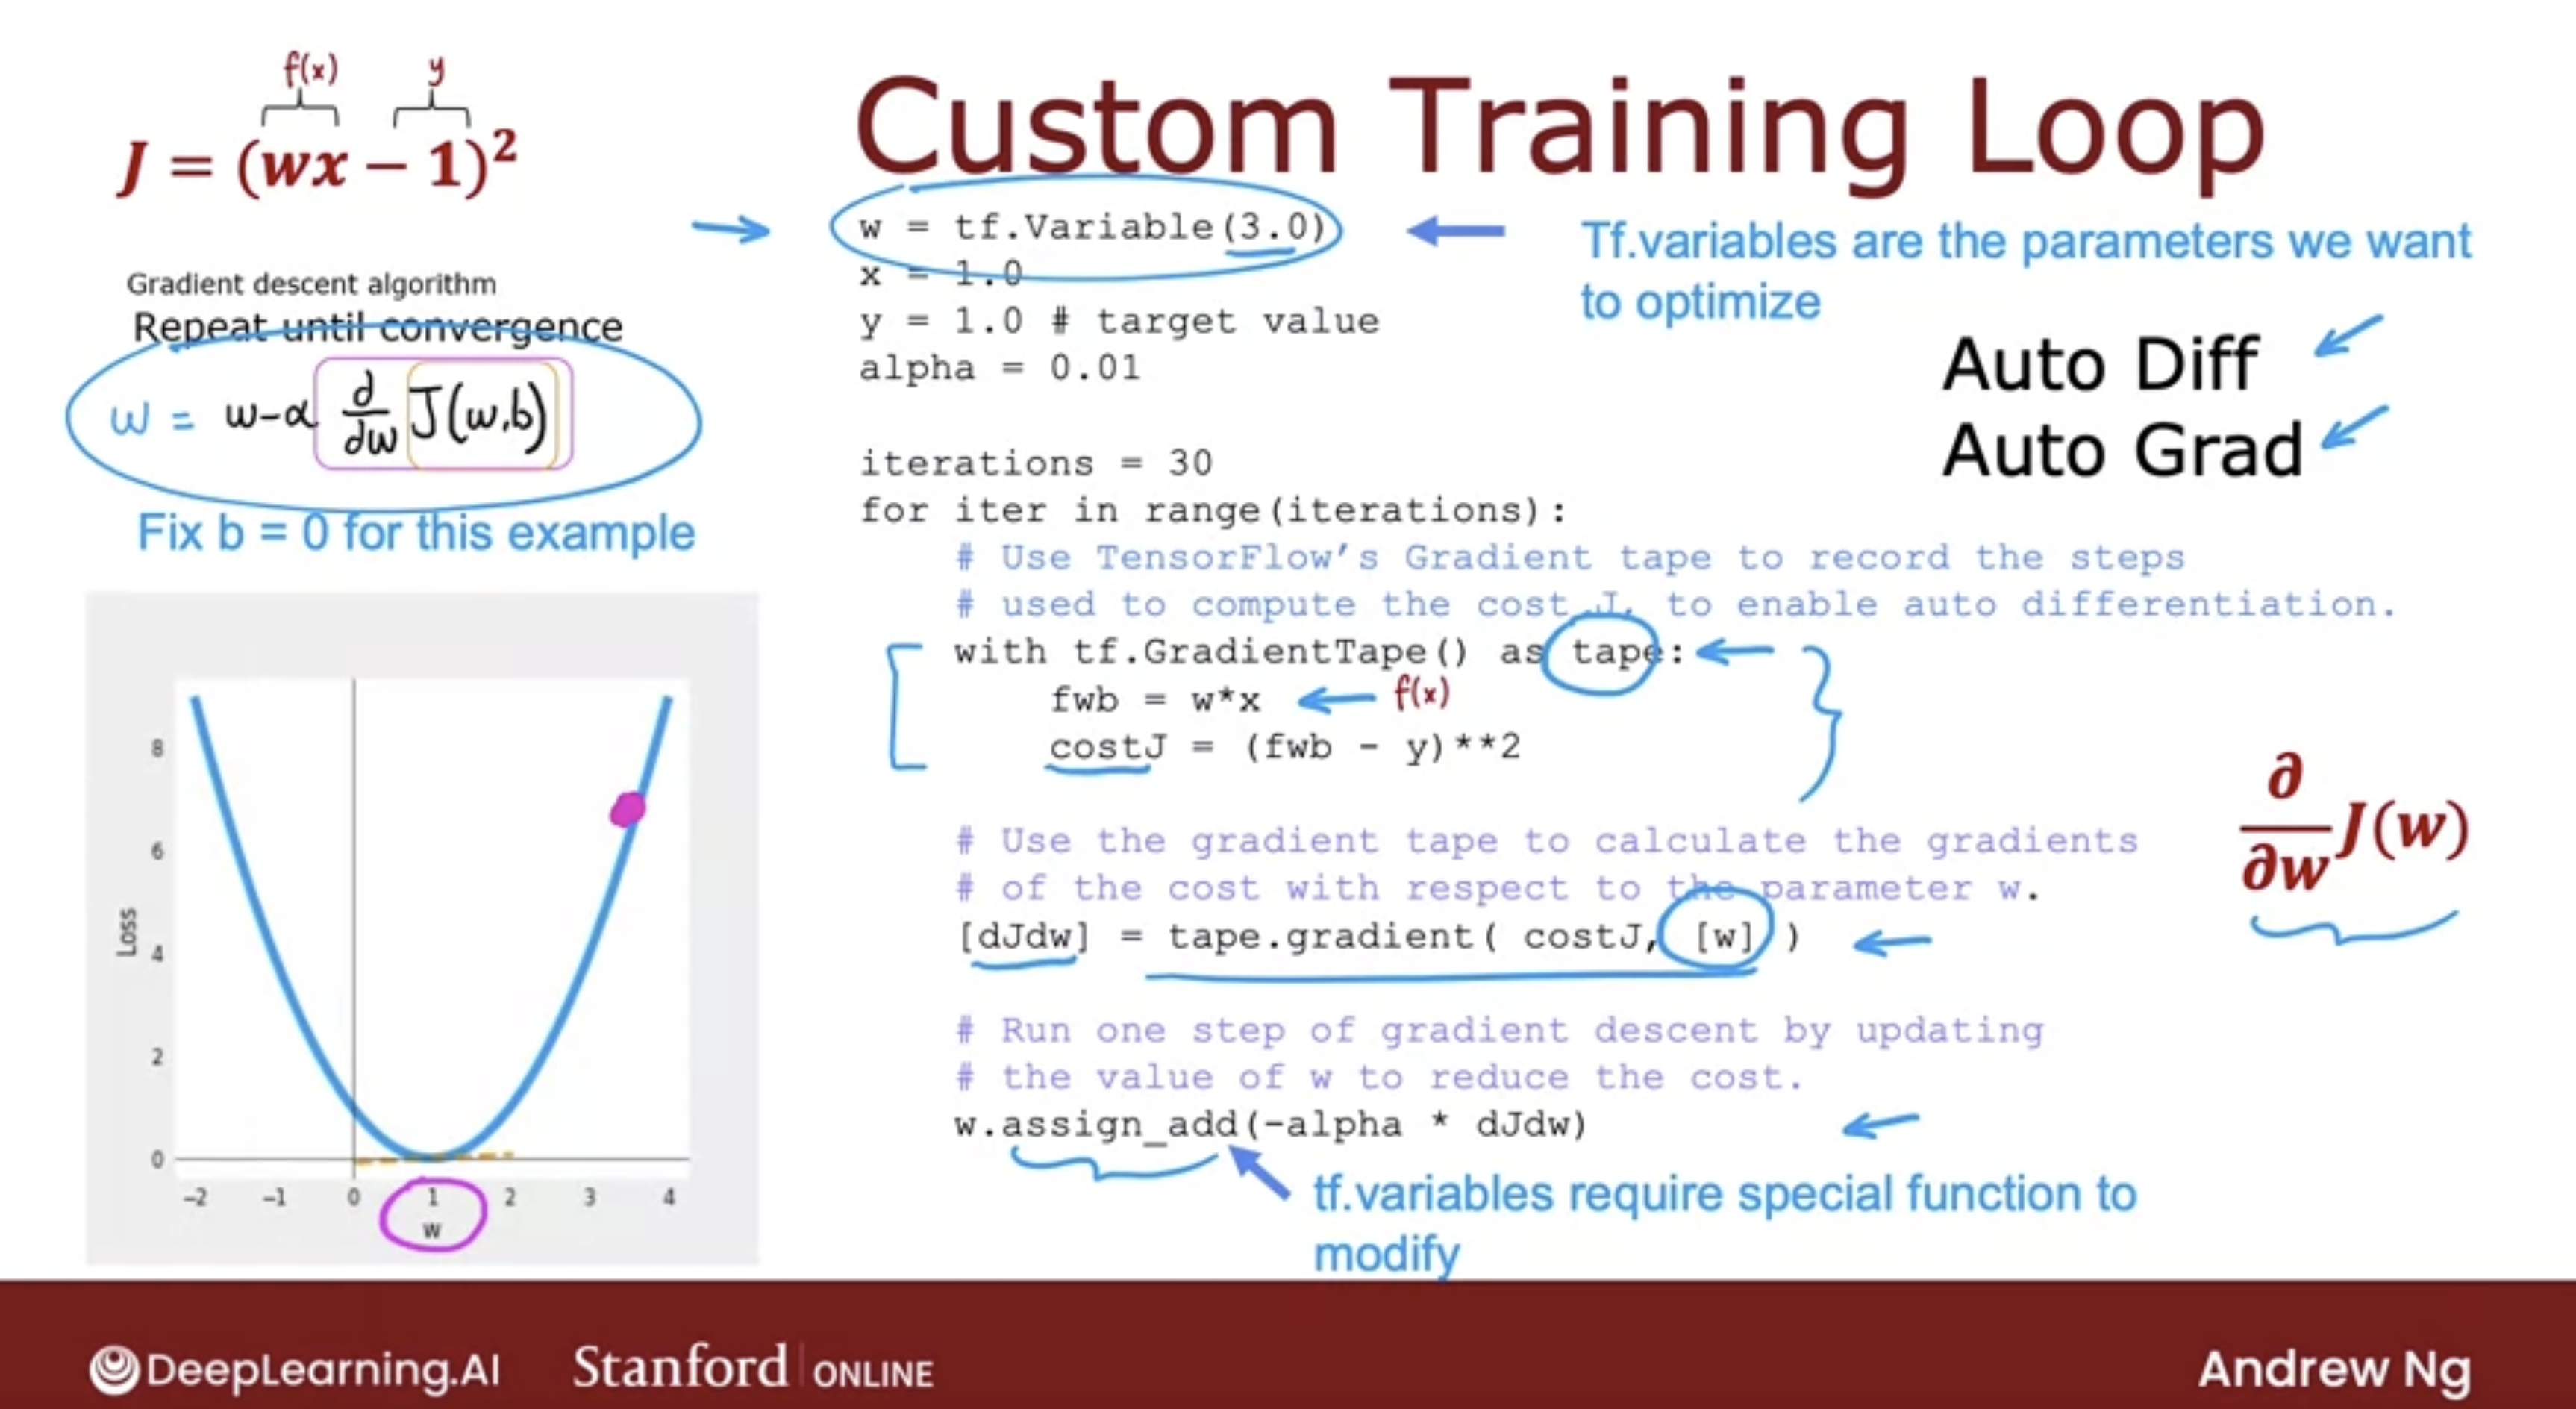 f(x) y
J = (wx − 1)²
Gradient descent algorithm
Repeat until convergence
w = w-α ∂/∂w J(w,b)
Fix b = 0 for this example
8
6
4
2
0
Loss
−2 −1 0 1 2 3 4
w
Custom Training Loop
w = tf.Variable(3.0)
x = 1.0
y = 1.0 # target value
alpha = 0.01
Tf.variables are the parameters we want
to optimize
Auto Diff
Auto Grad
iterations = 30
for iter in range(iterations):
# Use TensorFlow’s Gradient tape to record the steps
# used to compute the cost J, to enable auto differentiation.
with tf.GradientTape() as tape:
fwb = w*x f(x)
costJ = (fwb - y)**2
# Use the gradient tape to calculate the gradients
# of the cost with respect to the parameter w.
[dJdw] = tape.gradient( costJ, [w] )
∂/∂w J(w)
# Run one step of gradient descent by updating
# the value of w to reduce the cost.
w.assign_add(-alpha * dJdw)
tf.variables require special function to
modify
DeepLearning.AI Stanford ONLINE Andrew Ng